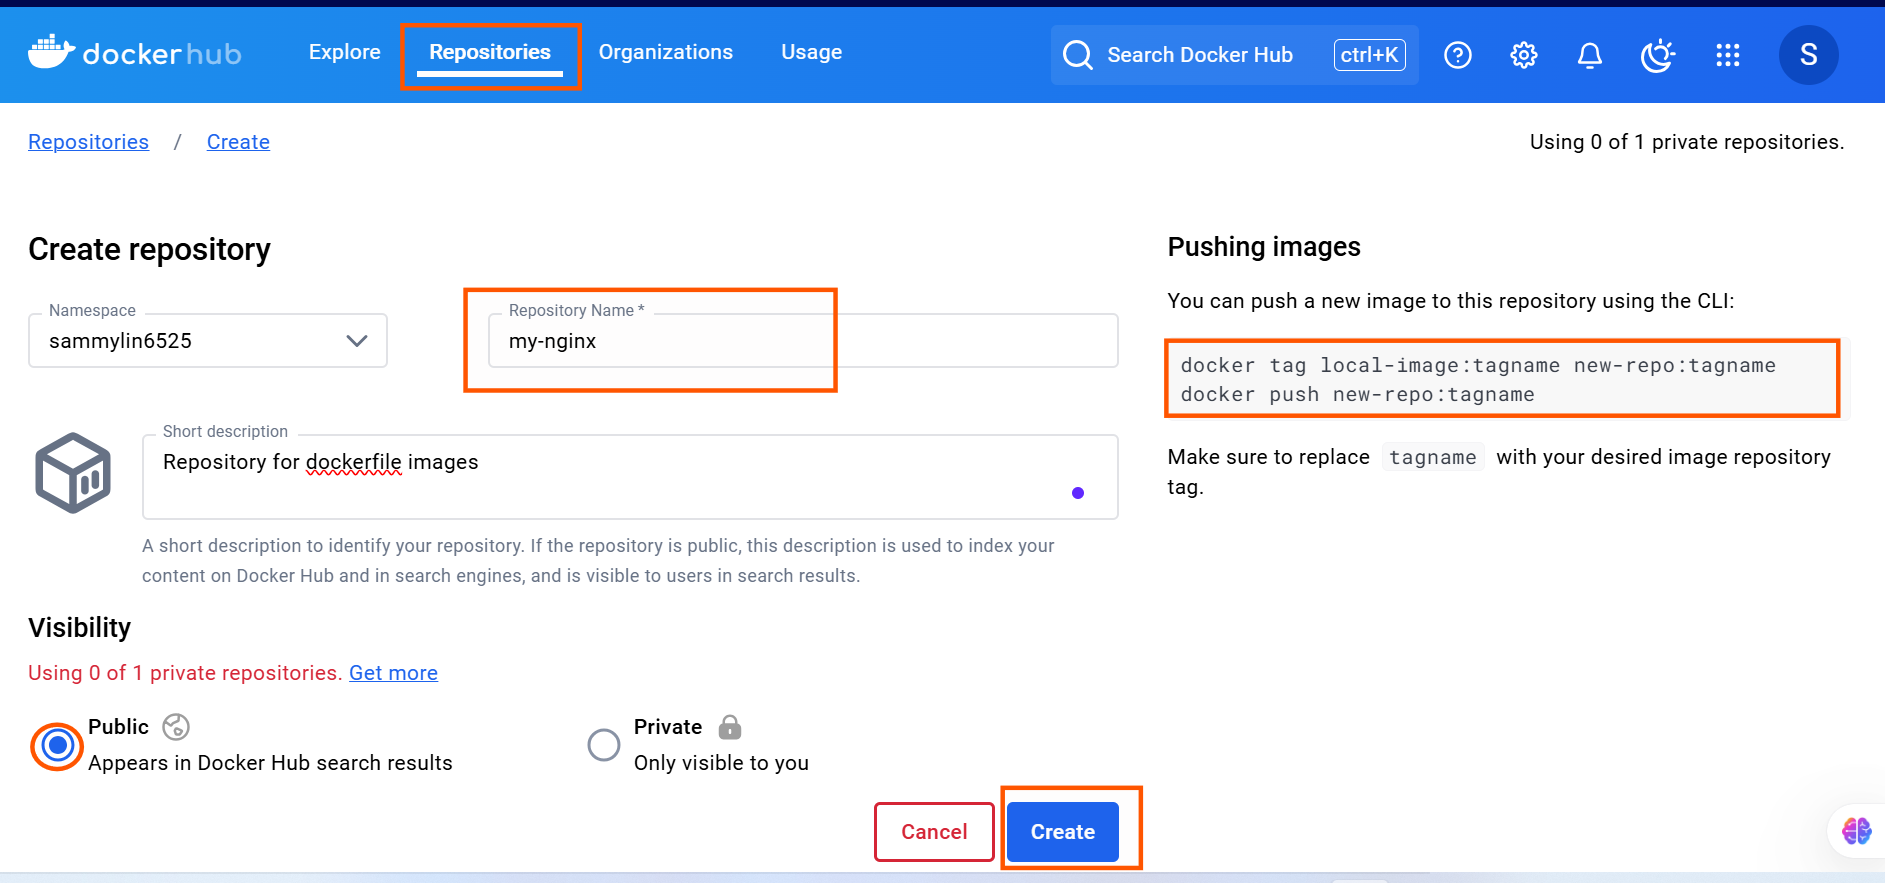 dockerhub Explore Repositories Organizations Usage Search Docker Hub ctrl+K S
Repositories / Create
Using 0 of 1 private repositories.
Create repository
Namespace
sammylin6525
Repository Name *
my-nginx
Short description
Repository for dockerfile images
A short description to identify your repository. If the repository is public, this description is used to index your
content on Docker Hub and in search engines, and is visible to users in search results.
Visibility
Using 0 of 1 private repositories. Get more
Public
Appears in Docker Hub search results
Private
Only visible to you
Cancel
Create
Pushing images
You can push a new image to this repository using the CLI:
docker tag local-image:tagname new-repo:tagname
docker push new-repo:tagname
Make sure to replace tagname with your desired image repository
tag.